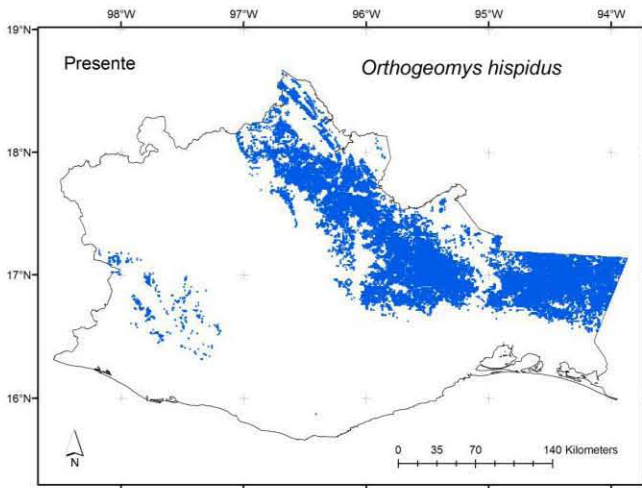 98°W 97°W 96°W 95°W 94°W
19°N
Presente
Orthogeomys hispidus
18°N
17°N
16°N
N
0 35 70 140 Kilometers